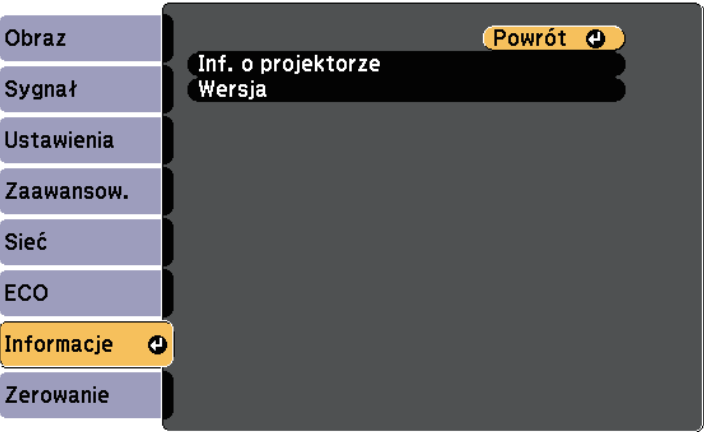 Obraz
Sygnał
Ustawienia
Zaawansow.
Sieć
ECO
Informacje
Zerowanie
Powrót
Inf. o projektorze
Wersja